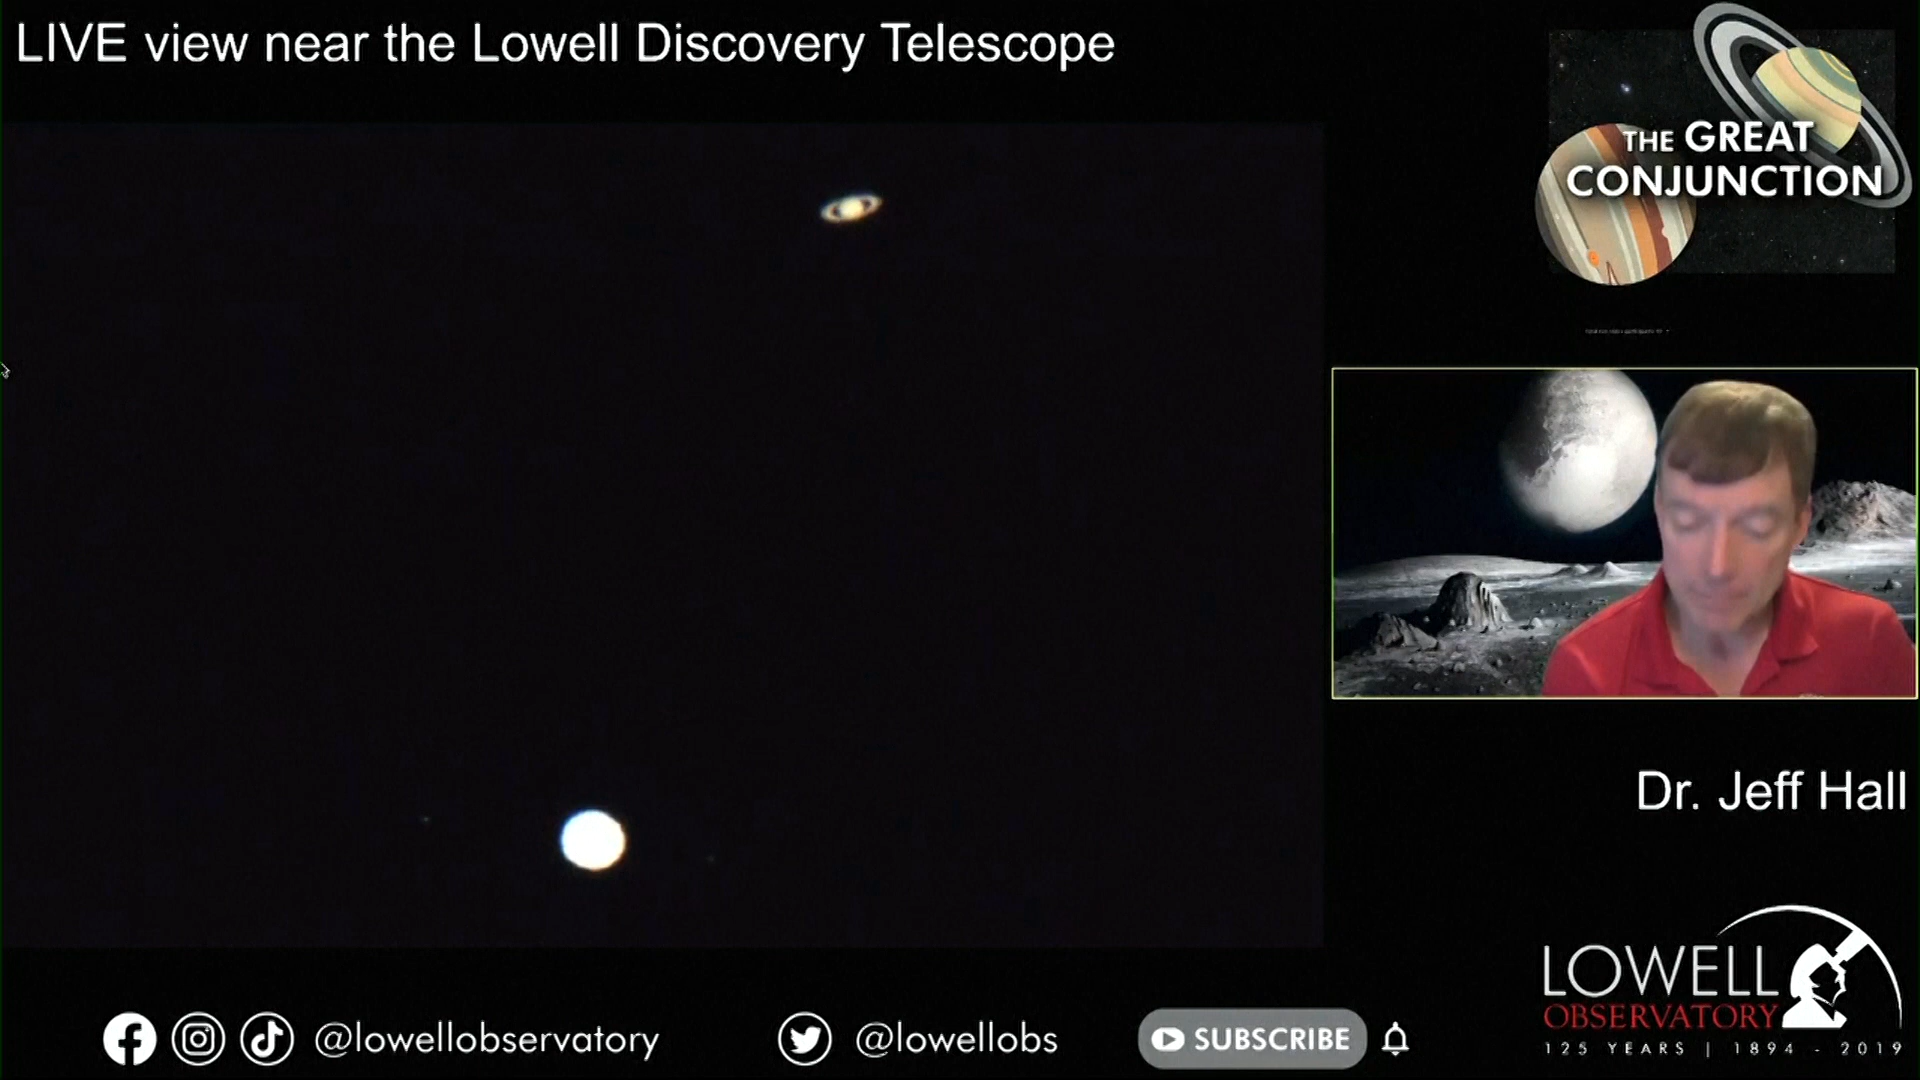 LIVE view near the Lowell Discovery Telescope
THE GREAT
CONJUNCTION
Dr. Jeff Hall
LOWELL
OBSERVATORY
125 YEARS | 1894 - 2019
@lowellobservatory
@lowellobs
SUBSCRIBE